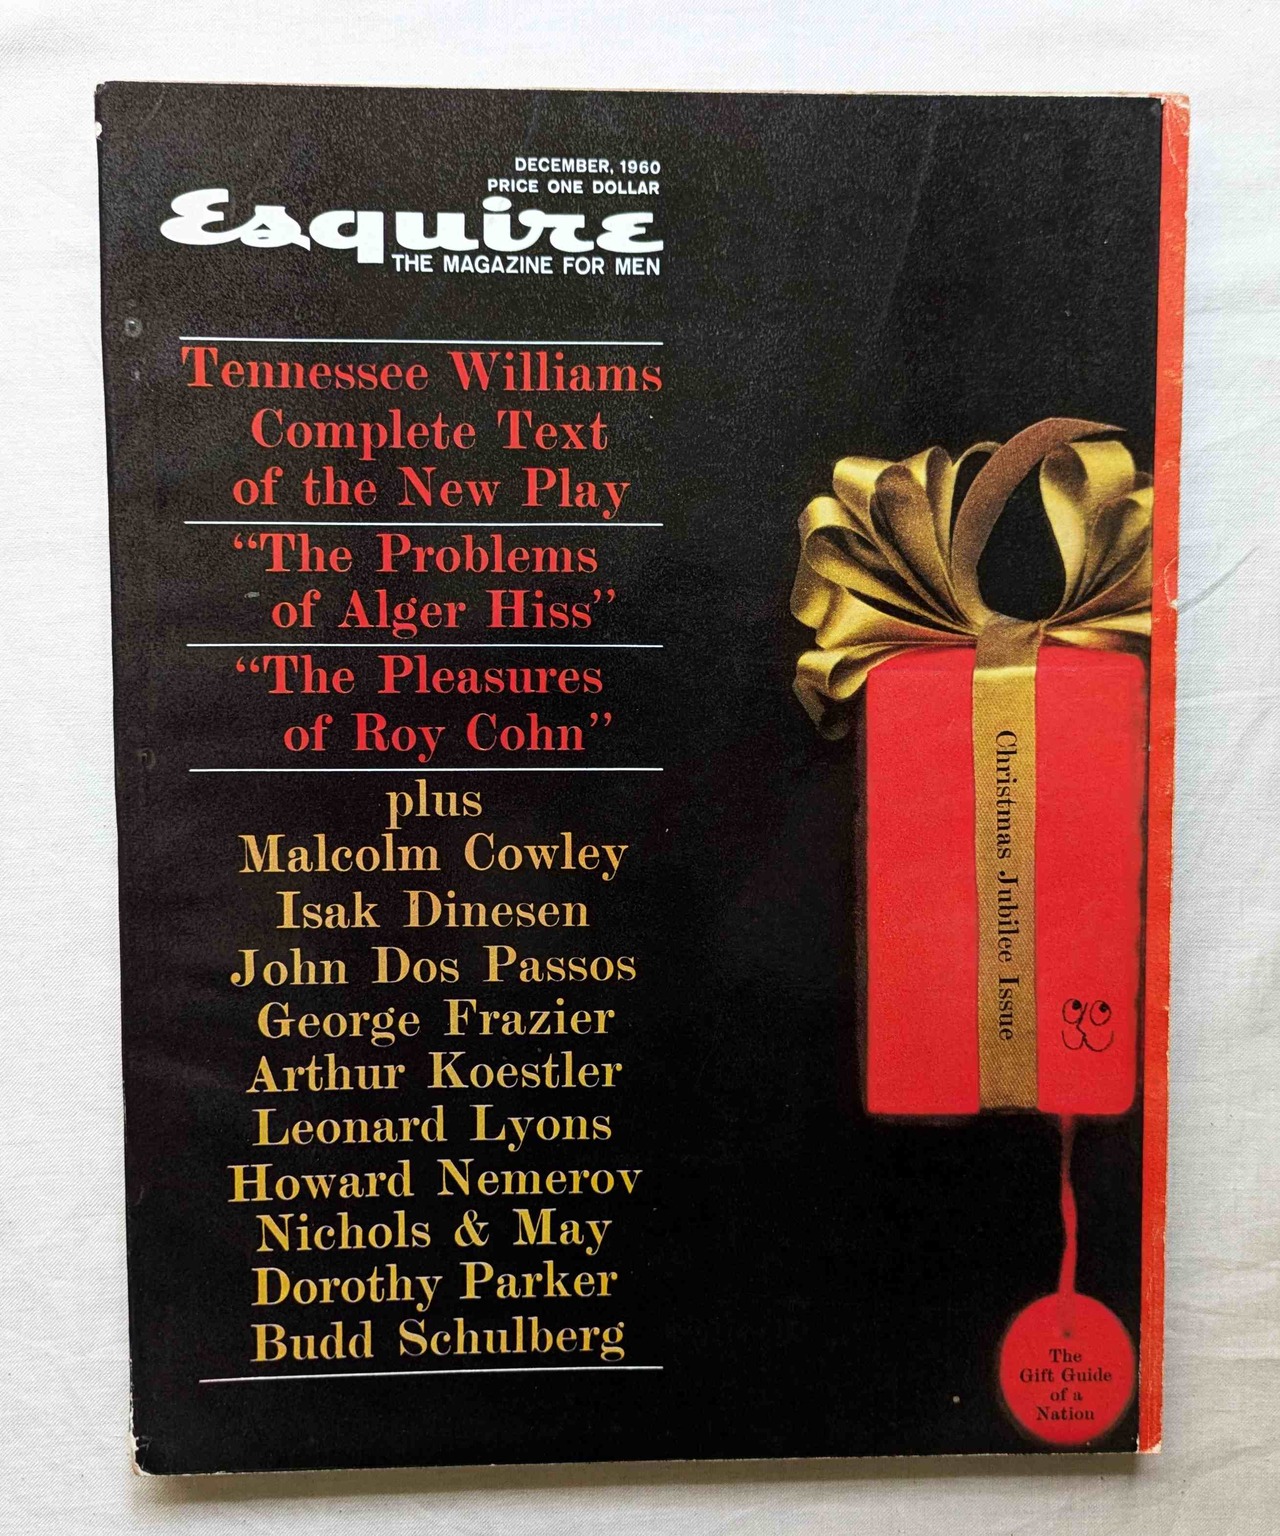 DECEMBER, 1960
PRICE ONE DOLLAR
Esquire
THE MAGAZINE FOR MEN
Tennessee Williams
Complete Text
of the New Play
“The Problems
of Alger Hiss”
“The Pleasures
of Roy Cohn”
plus
Malcolm Cowley
Isak Dinesen
John Dos Passos
George Frazier
Arthur Koestler
Leonard Lyons
Howard Nemerov
Nichols & May
Dorothy Parker
Budd Schulberg
Christmas Jubilee Issue
The
Gift Guide
of a
Nation